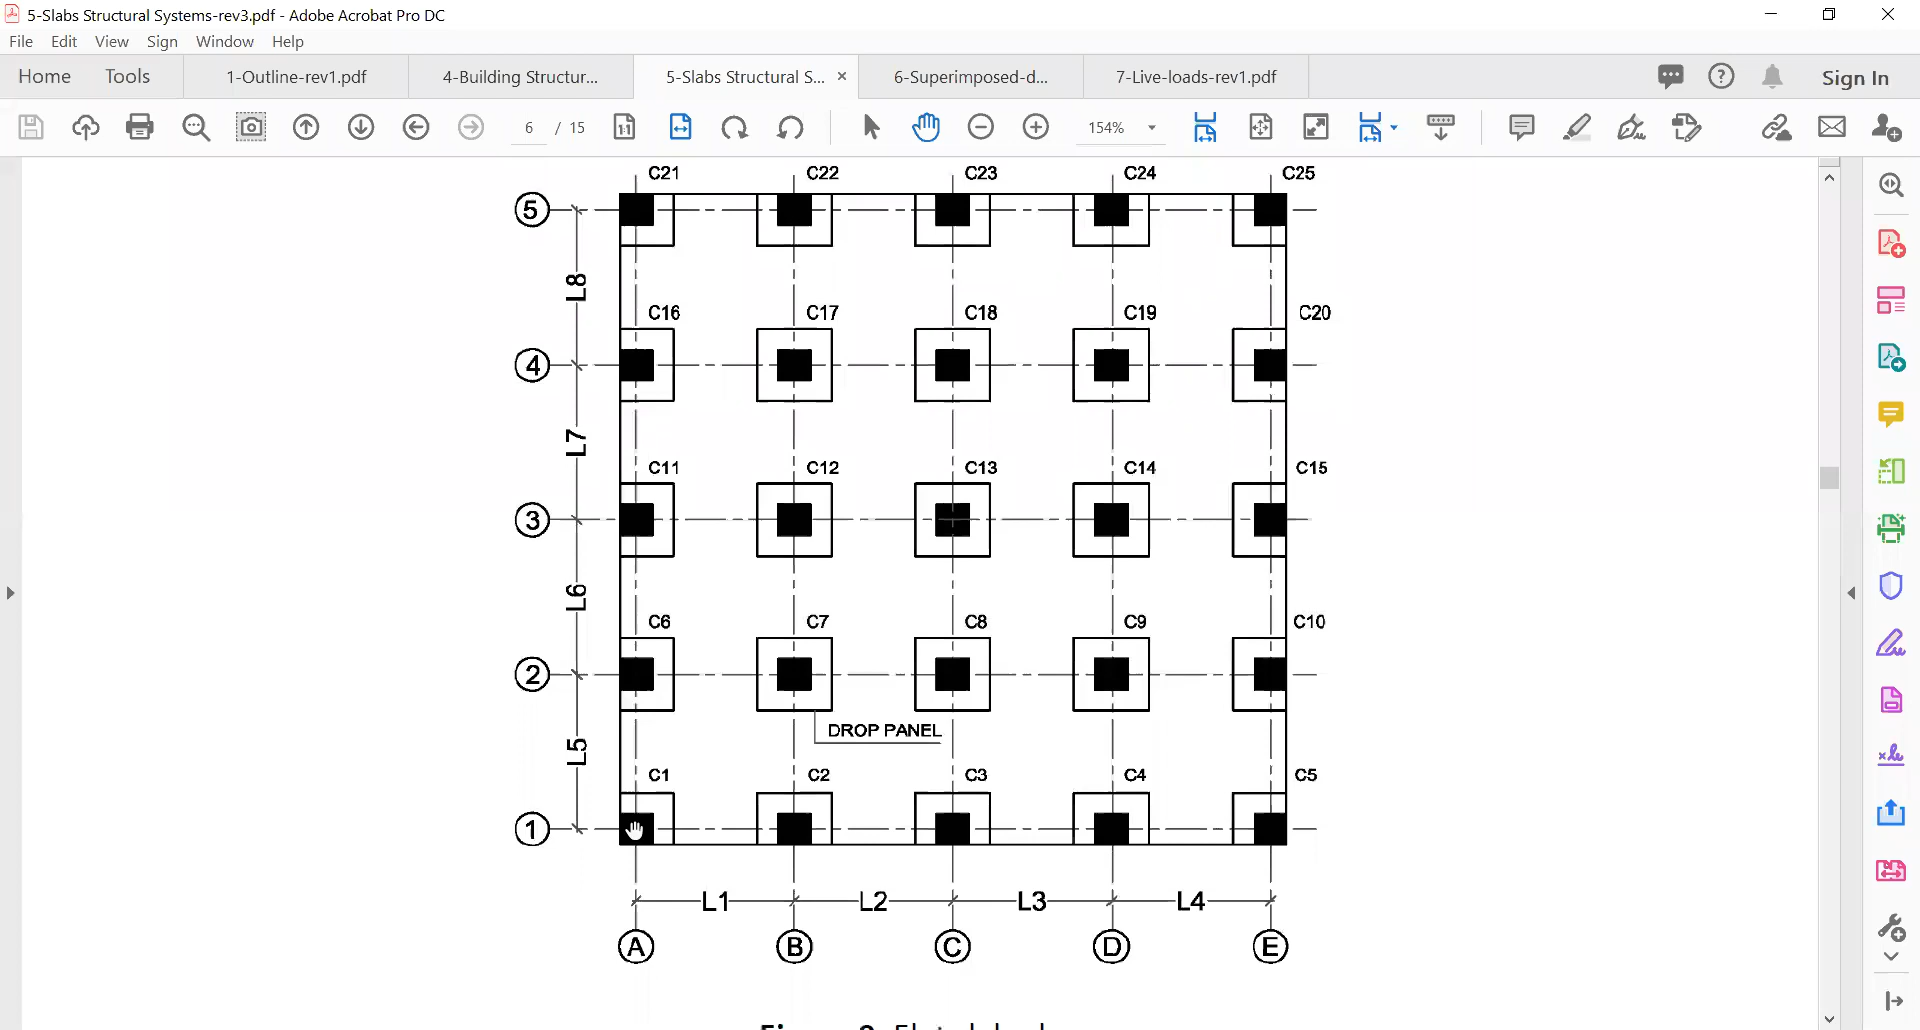 5-Slabs Structural Systems-rev3.pdf - Adobe Acrobat Pro DC
File Edit View Sign Window Help
Home Tools 1-Outline-rev1.pdf 4-Building Structur... 5-Slabs Structural S... × 6-Superimposed-d... 7-Live-loads-rev1.pdf Sign In
6 / 15 154%
C21 C22 C23 C24 C25
5
L8
C16 C17 C18 C19 C20
4
L7
C11 C12 C13 C14 C15
3
L6
C6 C7 C8 C9 C10
2
DROP PANEL
L5
C1 C2 C3 C4 C5
1
L1 L2 L3 L4
A B C D E